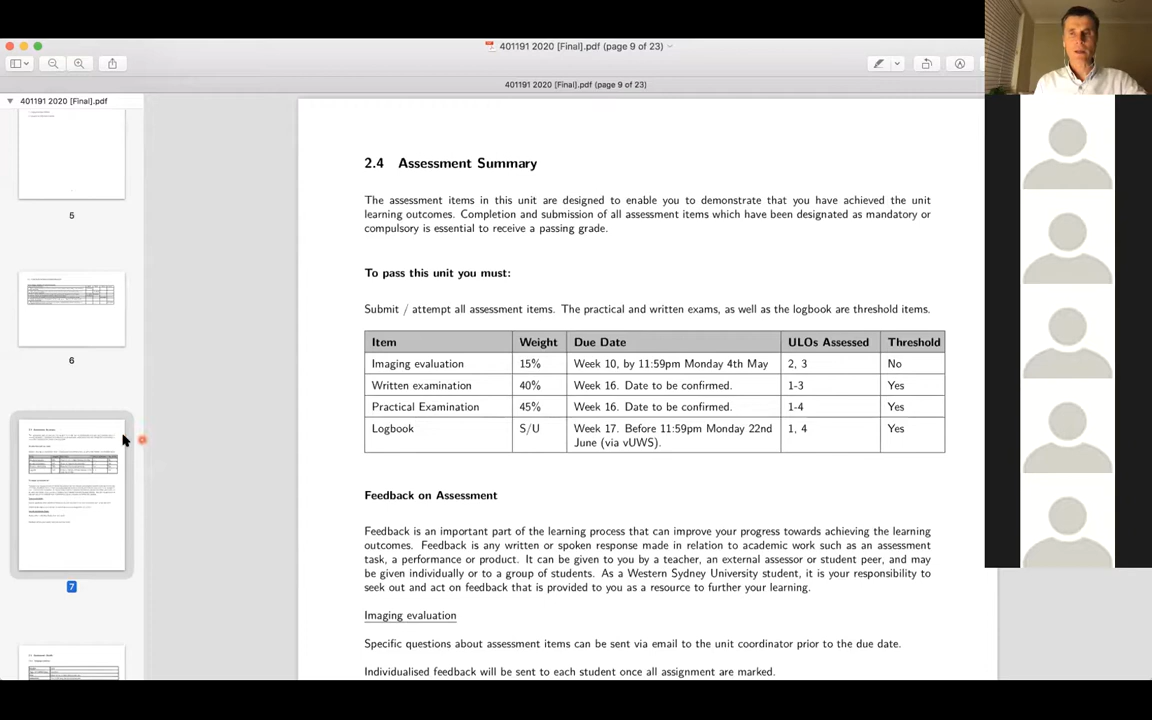 401191 2020 [Final].pdf (page 9 of 23)
401191 2020 [Final].pdf (page 9 of 23)
401191 2020 [Final].pdf
5
6
7
2.4 Assessment Summary
The assessment items in this unit are designed to enable you to demonstrate that you have achieved the unit
learning outcomes. Completion and submission of all assessment items which have been designated as mandatory or
compulsory is essential to receive a passing grade.
To pass this unit you must:
Submit / attempt all assessment items. The practical and written exams, as well as the logbook are threshold items.
Item Weight Due Date ULOs Assessed Threshold
Imaging evaluation 15% Week 10, by 11:59pm Monday 4th May 2, 3 No
Written examination 40% Week 16. Date to be confirmed. 1-3 Yes
Practical Examination 45% Week 16. Date to be confirmed. 1-4 Yes
Logbook S/U Week 17. Before 11:59pm Monday 22nd 1, 4 Yes
June (via vUWS).
Feedback on Assessment
Feedback is an important part of the learning process that can improve your progress towards achieving the learning
outcomes. Feedback is any written or spoken response made in relation to academic work such as an assessment
task, a performance or product. It can be given to you by a teacher, an external assessor or student peer, and may
be given individually or to a group of students. As a Western Sydney University student, it is your responsibility to
seek out and act on feedback that is provided to you as a resource to further your learning.
Imaging evaluation
Specific questions about assessment items can be sent via email to the unit coordinator prior to the due date.
Individualised feedback will be sent to each student once all assignment are marked.